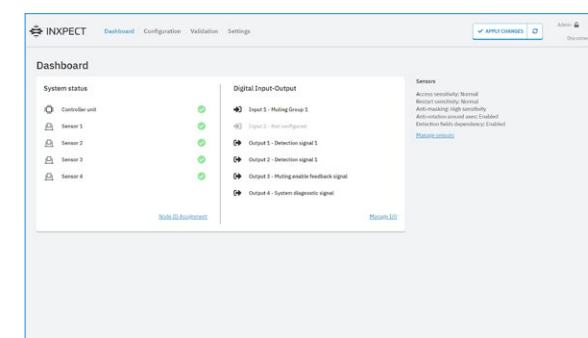 INXPECT Dashboard Configuration Validation Settings
APPLY CHANGES
Admin
Dashboard
System status
Controller unit
Sensor 1
Sensor 2
Sensor 3
Sensor 4
Node ID Assignment
Digital Input-Output
Input 1 - Muting Group 1
Input 2 - Not configured
Output 1 - Detection signal 1
Output 2 - Detection signal 1
Output 3 - Muting enable feedback signal
Output 4 - System diagnostic signal
Manage I/O
Sensors
Access sensitivity: Normal
Restart sensitivity: Normal
Anti-masking: High sensitivity
Anti-rotation around axes: Enabled
Detection fields dependency: Enabled
Manage sensors